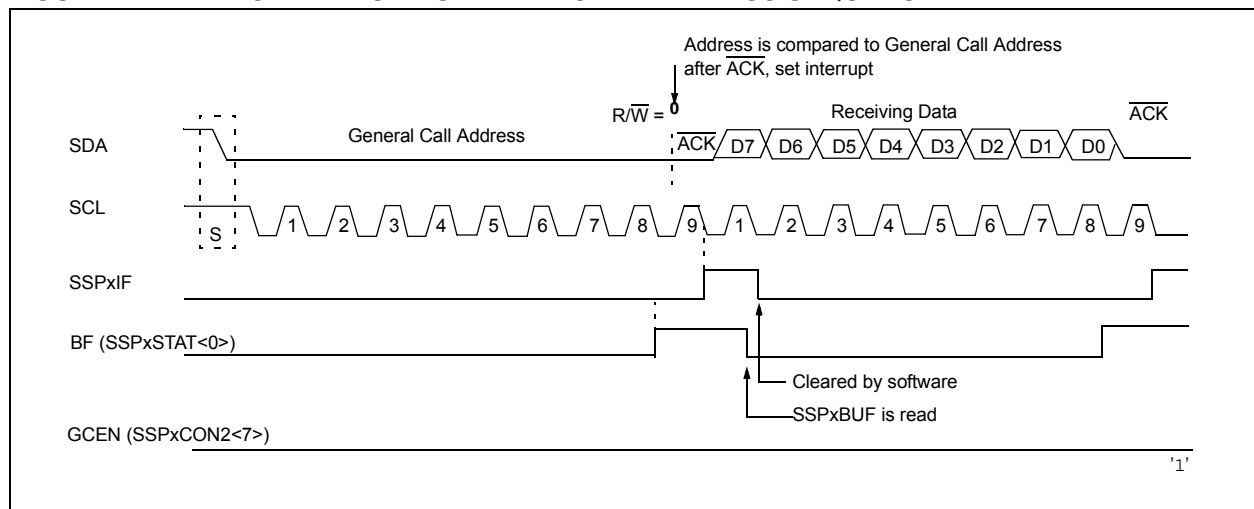 Address is compared to General Call Address
after ACK, set interrupt
R/W = 0
General Call Address
Receiving Data
ACK
SDA
ACK
D7 D6 D5 D4 D3 D2 D1 D0
SCL
S
1 2 3 4 5 6 7 8 9 1 2 3 4 5 6 7 8 9
SSPxIF
BF (SSPxSTAT<0>)
Cleared by software
SSPxBUF is read
GCEN (SSPxCON2<7>)
'1'